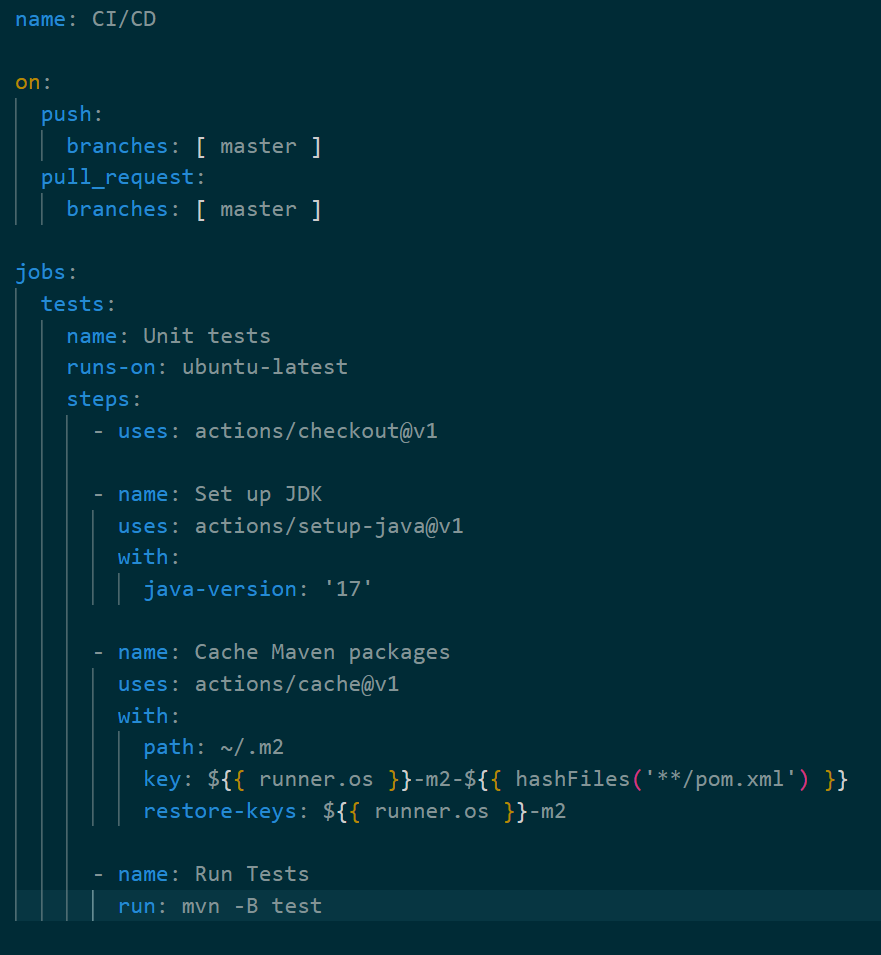 name: CI/CD
on:
push:
branches: [ master ]
pull_request:
branches: [ master ]
jobs:
tests:
name: Unit tests
runs-on: ubuntu-latest
steps:
- uses: actions/checkout@v1
- name: Set up JDK
uses: actions/setup-java@v1
with:
java-version: '17'
- name: Cache Maven packages
uses: actions/cache@v1
with:
path: ~/.m2
key: ${{ runner.os }}-m2-${{ hashFiles('**/pom.xml') }}
restore-keys: ${{ runner.os }}-m2
- name: Run Tests
run: mvn -B test